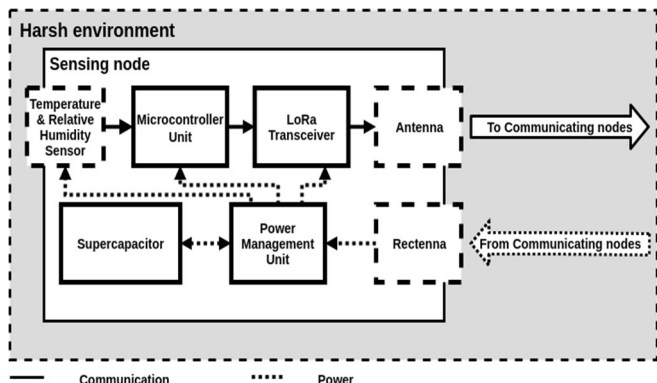 Harsh environment
Sensing node
Temperature
& Relative
Humidity
Sensor
Microcontroller
Unit
LoRa
Transceiver
Antenna
To Communicating nodes
Supercapacitor
Power
Management
Unit
Rectenna
From Communicating nodes
Communication
Power